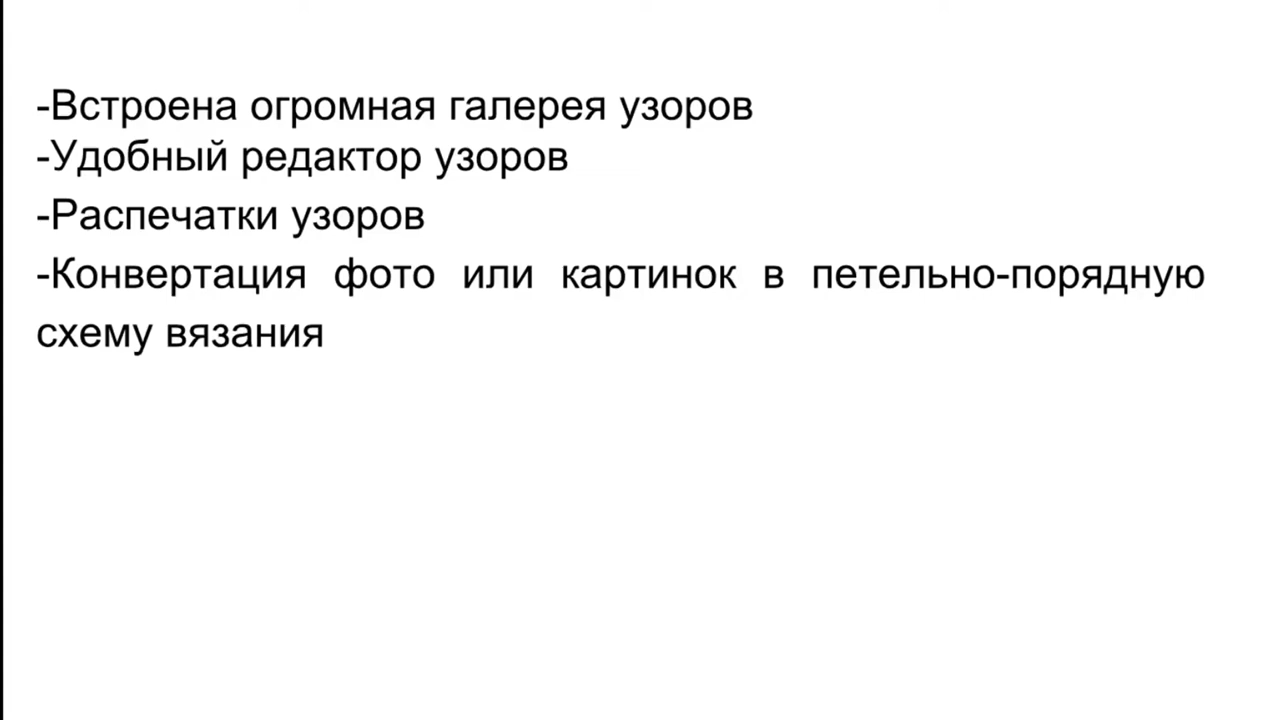 -Встроена огромная галерея узоров
-Удобный редактор узоров
-Распечатки узоров
-Конвертация фото или картинок в петельно-порядную
схему вязания